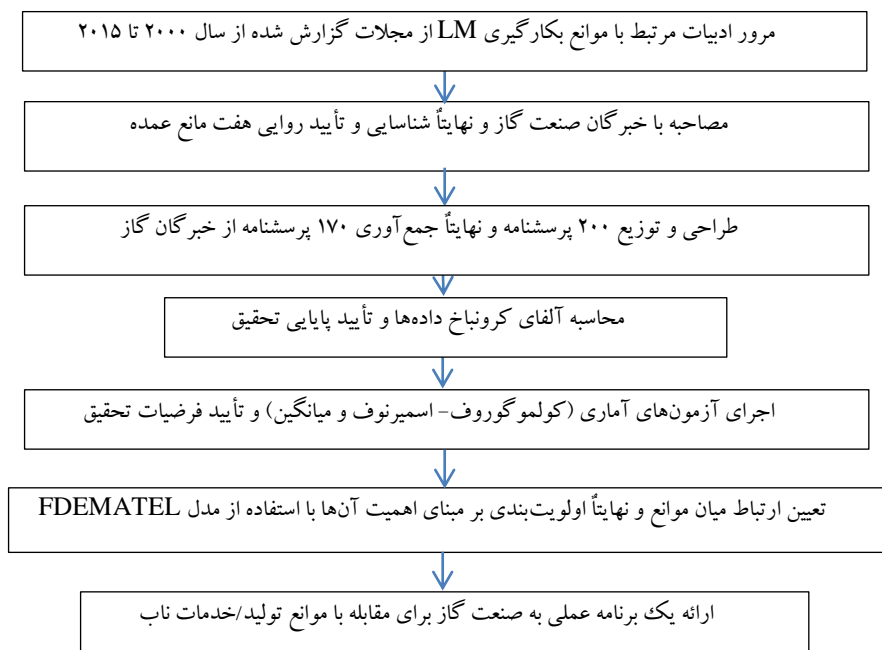 مرور ادبیات مرتبط با موانع بکارگیری LM از مجلات گزارش شده از سال ۲۰۰۰ تا ۲۰۱۵
مصاحبه با خبرگان صنعت گاز و نهایتاٌ شناسایی و تأیید روایی هفت مانع عمده
طراحی و توزیع ۲۰۰ پرسشنامه و نهایتاٌ جمع‌آوری ۱۷۰ پرسشنامه از خبرگان گاز
محاسبه آلفای کرونباخ داده‌ها و تأیید پایایی تحقیق
اجرای آزمون‌های آماری (کولموگوروف- اسمیرنوف و میانگین) و تأیید فرضیات تحقیق
تعیین ارتباط میان موانع و نهایتاٌ اولویت‌بندی بر مبنای اهمیت آن‌ها با استفاده از مدل FDEMATEL
ارائه یک برنامه عملی به صنعت گاز برای مقابله با موانع تولید/خدمات ناب